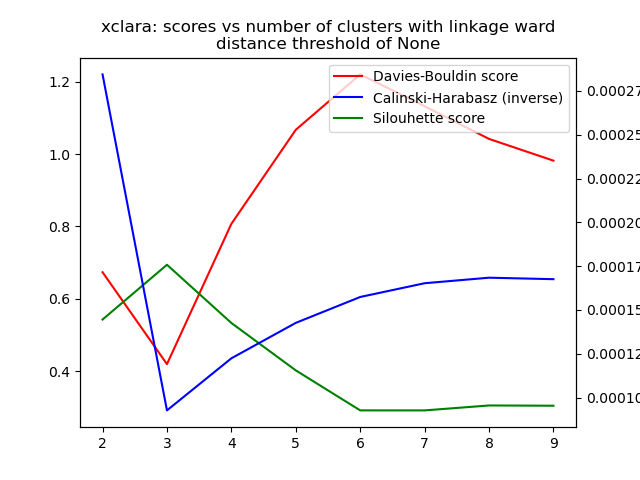 xclara: scores vs number of clusters with linkage ward
distance threshold of None
Davies-Bouldin score
Calinski-Harabasz (inverse)
Silouhette score
1.2
1.0
0.8
0.6
0.4
0.00027
0.00025
0.00022
0.00020
0.00017
0.00015
0.00012
0.00010
2 3 4 5 6 7 8 9